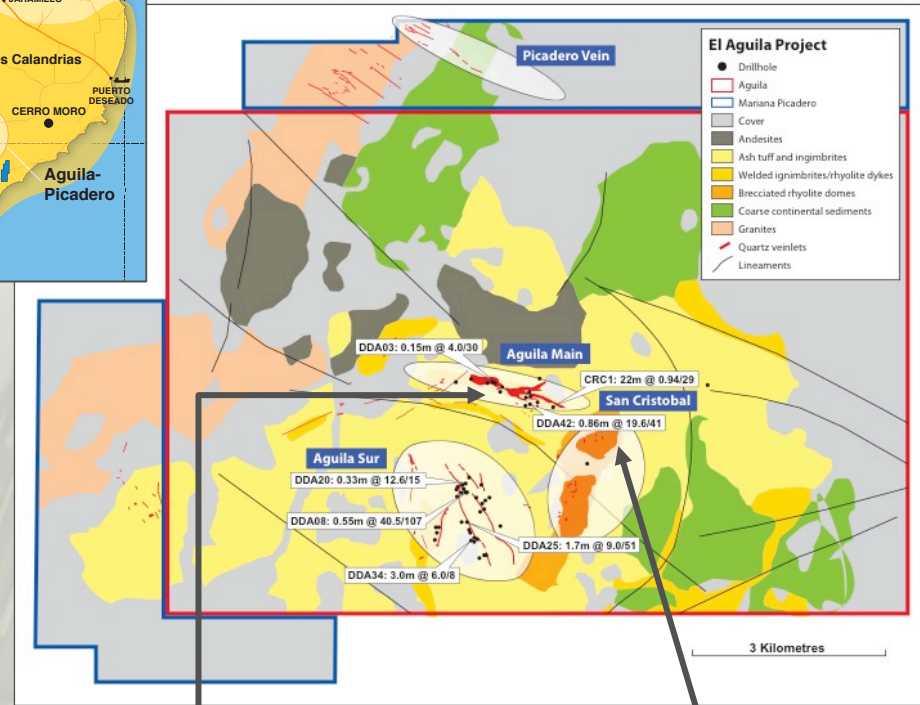 s Calandrias
PUERTO
DESEADO
CERRO MORO
Aguila-
Picadero
Picadero Vein
El Aguila Project
Drillhole
Aguila
Mariana Picadero
Cover
Andesites
Ash tuff and ingimbrites
Welded ignimbrites/rhyolite dykes
Brecciated rhyolite domes
Coarse continental sediments
Granites
Quartz veinlets
Lineaments
DDA03: 0.15m @ 4.0/30
Aguila Main
CRC1: 22m @ 0.94/29
San Cristobal
DDA42: 0.86m @ 19.6/41
Aguila Sur
DDA20: 0.33m @ 12.6/15
DDA08: 0.55m @ 40.5/107
DDA25: 1.7m @ 9.0/51
DDA34: 3.0m @ 6.0/8
3 Kilometres